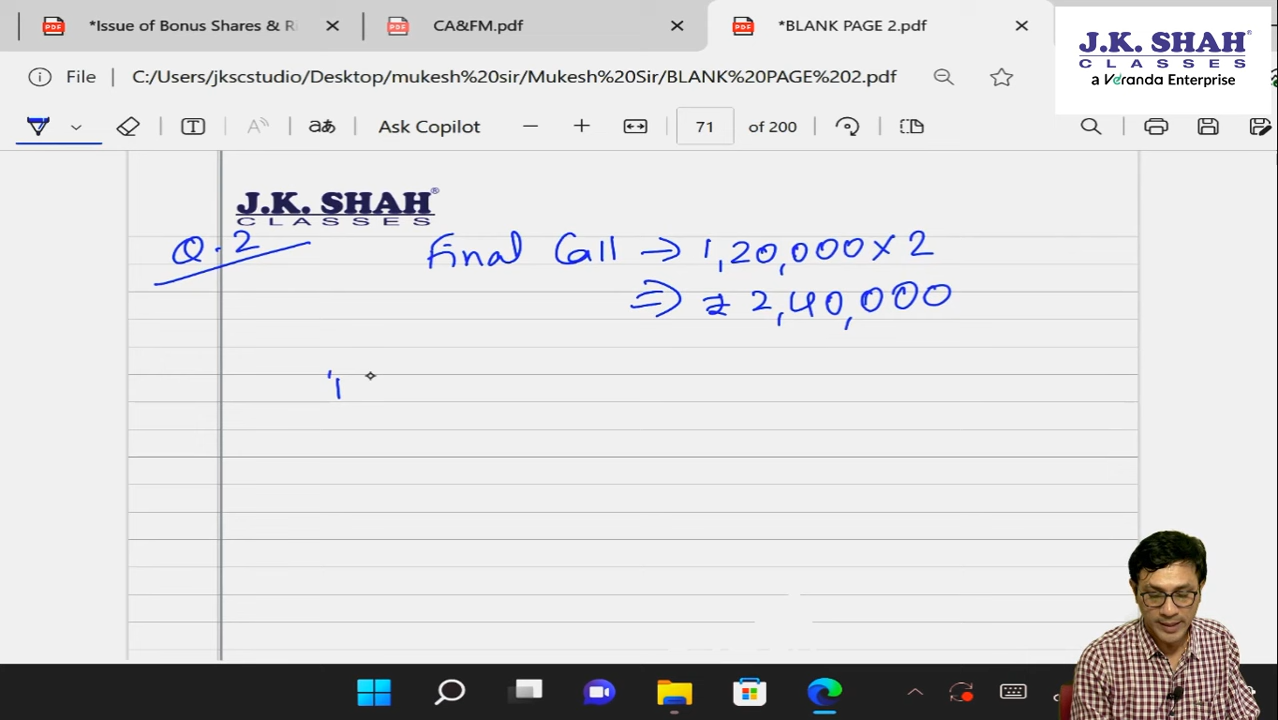 *Issue of Bonus Shares & Ri
CA&FM.pdf
*BLANK PAGE 2.pdf
J.K. SHAH®
CLASSES
a Veranda Enterprise
File
C:/Users/jkscstudio/Desktop/mukesh%20sir/Mukesh%20Sir/BLANK%20PAGE%202.pdf
Ask Copilot
71
of 200
J.K. SHAH®
CLASSES
Q.2
Final Call → 1,20,000 × 2
⇒ ₹ 2,40,000